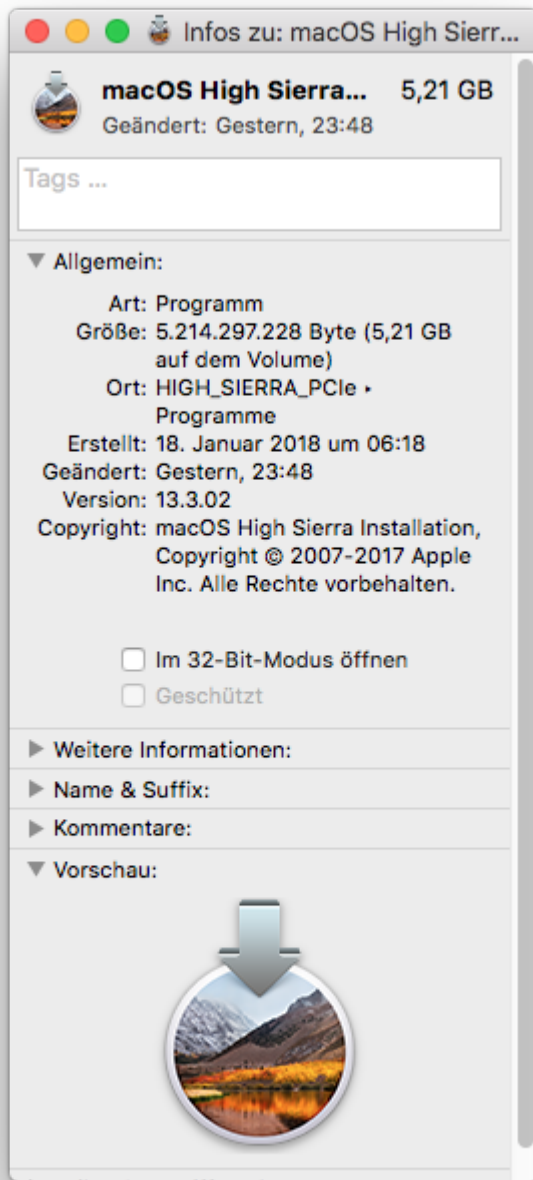 Infos zu: macOS High Sierr...
macOS High Sierra... 5,21 GB
Geändert: Gestern, 23:48
Tags ...
Allgemein:
Art: Programm
Größe: 5.214.297.228 Byte (5,21 GB
auf dem Volume)
Ort: HIGH_SIERRA_PCIe ▸
Programme
Erstellt: 18. Januar 2018 um 06:18
Geändert: Gestern, 23:48
Version: 13.3.02
Copyright: macOS High Sierra Installation,
Copyright © 2007-2017 Apple
Inc. Alle Rechte vorbehalten.
Im 32-Bit-Modus öffnen
Geschützt
Weitere Informationen:
Name & Suffix:
Kommentare:
Vorschau: